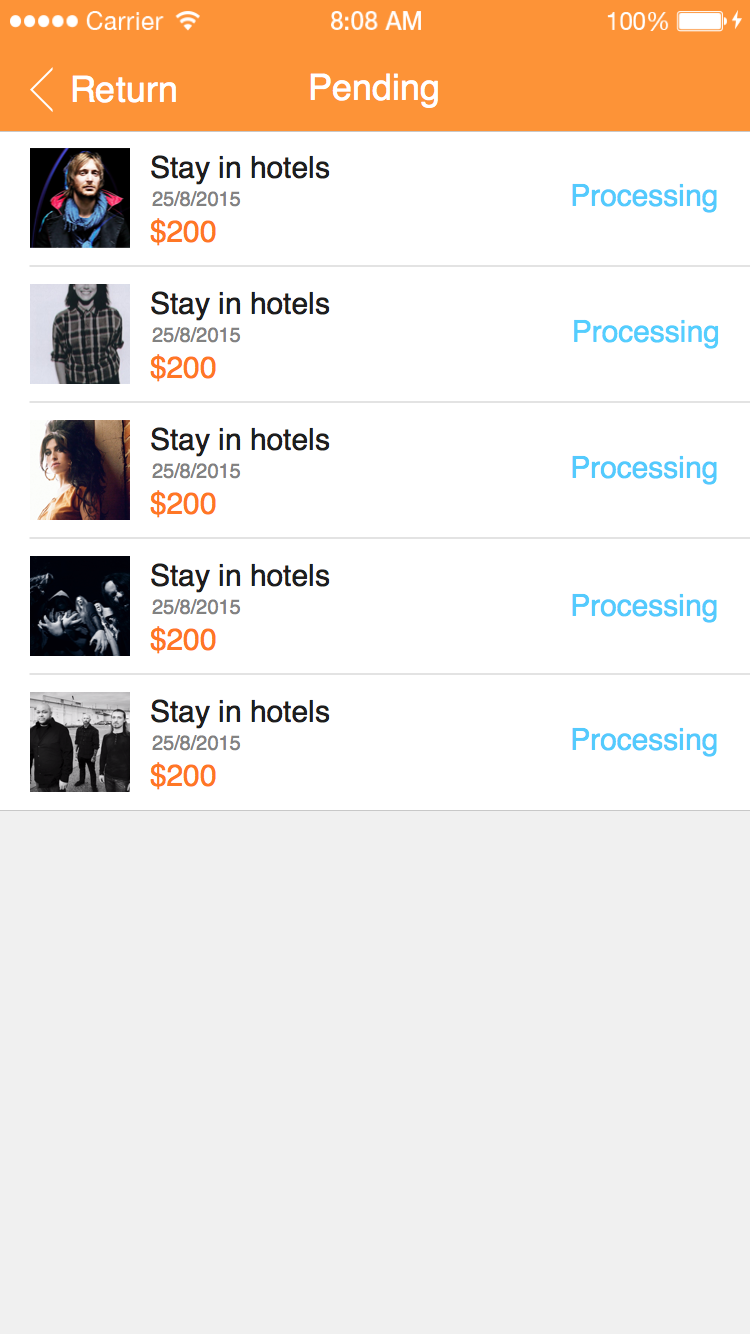 Carrier 8:08 AM 100%
Return Pending
Stay in hotels
25/8/2015
$200
Processing
Stay in hotels
25/8/2015
$200
Processing
Stay in hotels
25/8/2015
$200
Processing
Stay in hotels
25/8/2015
$200
Processing
Stay in hotels
25/8/2015
$200
Processing